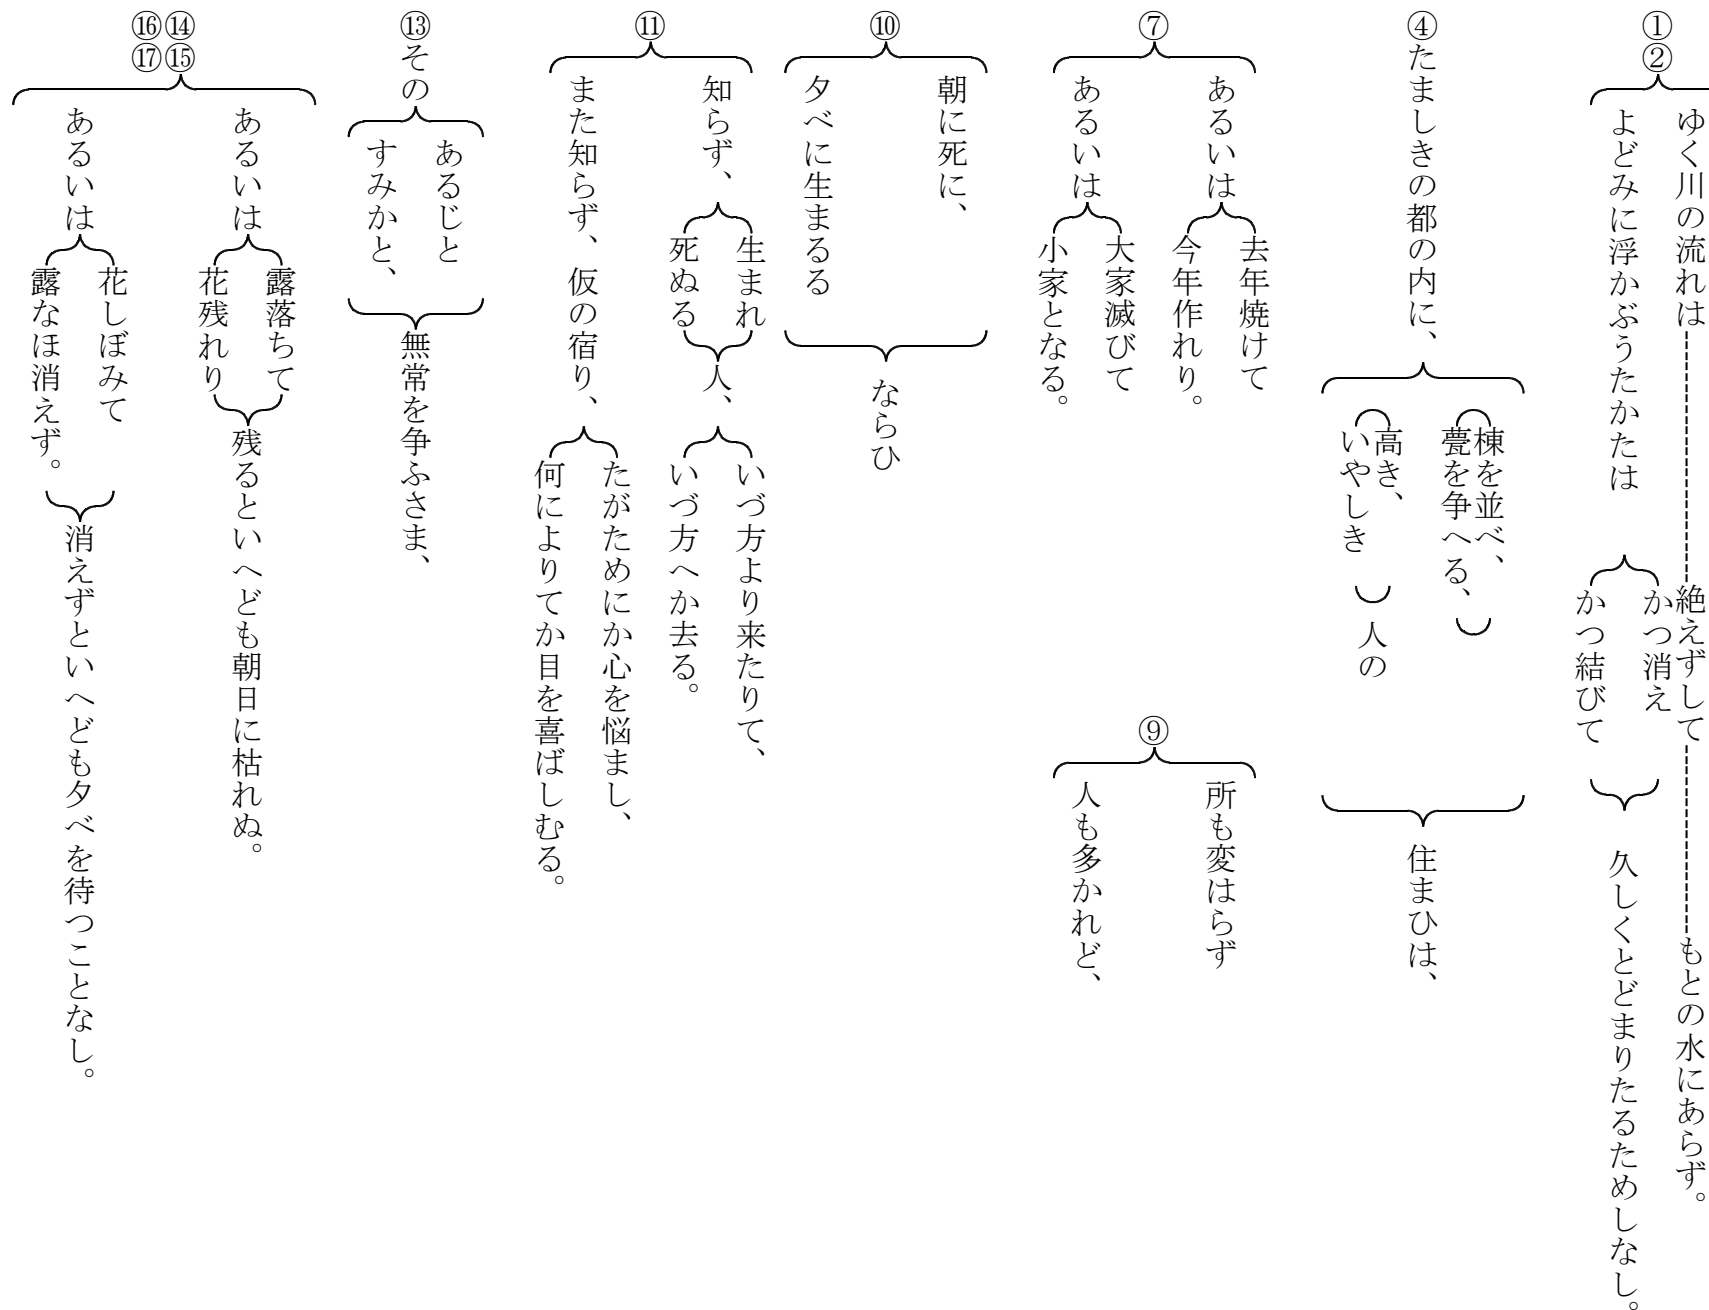 ①②
ゆく川の流れは
絶えずして
もとの水にあらず。
よどみに浮かぶうたかたは
かつ消え
かつ結びて
久しくとどまりたるためしなし。
④たましきの都の内に、
棟を並べ、
甍を争へる、
高き、
いやしき
人の
住まひは、
⑦
あるいは
去年焼けて
今年作れり。
あるいは
大家滅びて
小家となる。
⑨
所も変はらず
人も多かれど、
⑩
朝に死に、
夕べに生まるる
ならひ
⑪
知らず、
生まれ
死ぬる
人、
いづ方より来たりて、
いづ方へか去る。
また知らず、仮の宿り、
たがためにか心を悩まし、
何によりてか目を喜ばしむる。
⑬その
あるじと
すみかと、
無常を争ふさま、
⑭⑮
⑯⑰
あるいは
露落ちて
花残れり
残るといへども朝日に枯れぬ。
あるいは
花しぼみて
露なほ消えず。
消えずといへども夕べを待つことなし。